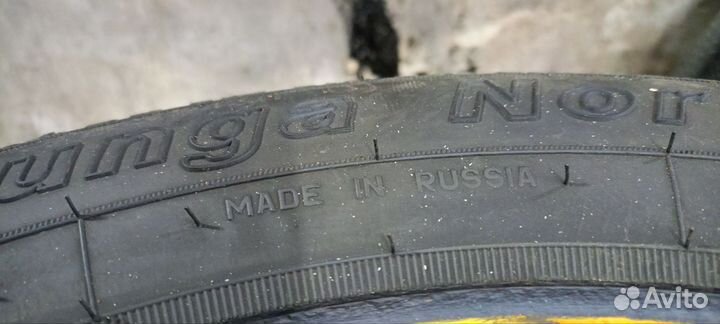 unga Nor
MADE IN RUSSIA
Avito